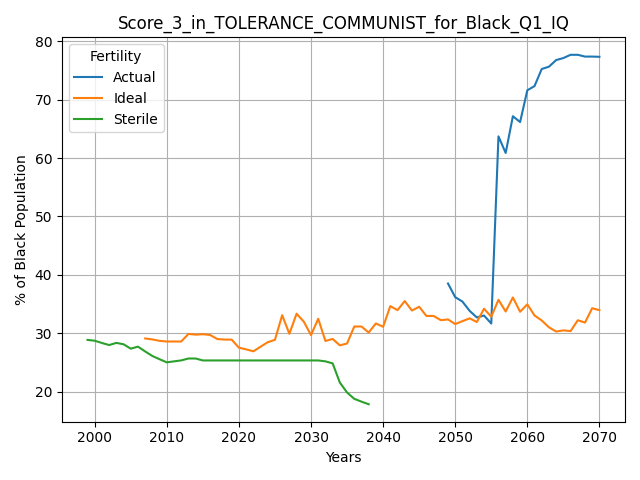 Score_3_in_TOLERANCE_COMMUNIST_for_Black_Q1_IQ
Fertility
Actual
Ideal
Sterile
% of Black Population
80
70
60
50
40
30
20
2000 2010 2020 2030 2040 2050 2060 2070
Years